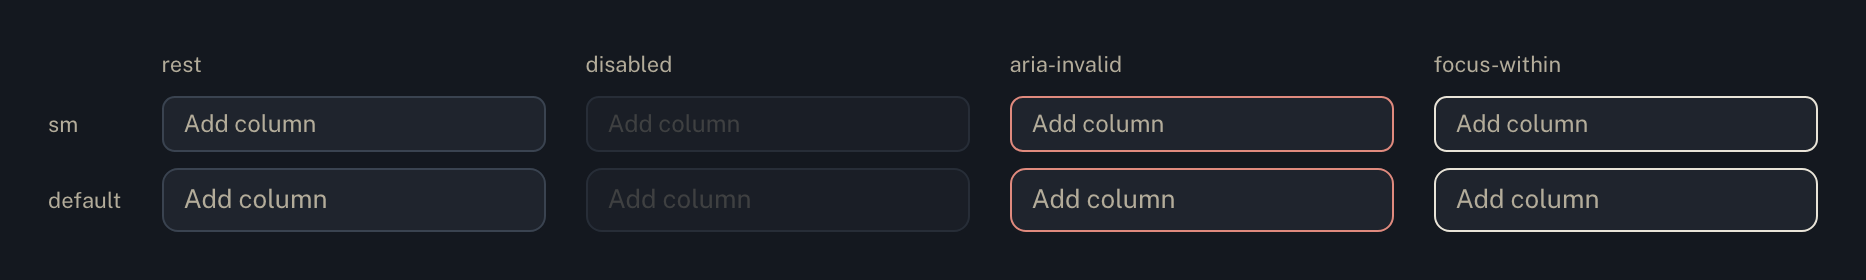 rest disabled aria-invalid focus-within
sm Add column Add column Add column Add column
default Add column Add column Add column Add column